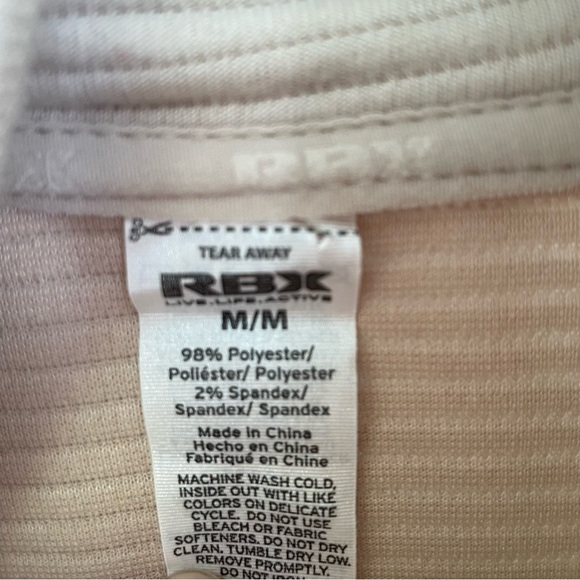 RBX
TEAR AWAY
RBX
LIVE.LIFE.ACTIVE
M/M
98% Polyester/
Poliéster/ Polyester
2% Spandex/
Spandex/ Spandex
Made in China
Hecho en China
Fabriqué en Chine
MACHINE WASH COLD,
INSIDE OUT WITH LIKE
COLORS ON DELICATE
CYCLE. DO NOT USE
BLEACH OR FABRIC
SOFTENERS. DO NOT DRY
CLEAN. TUMBLE DRY LOW.
REMOVE PROMPTLY.
DO NOT IRON